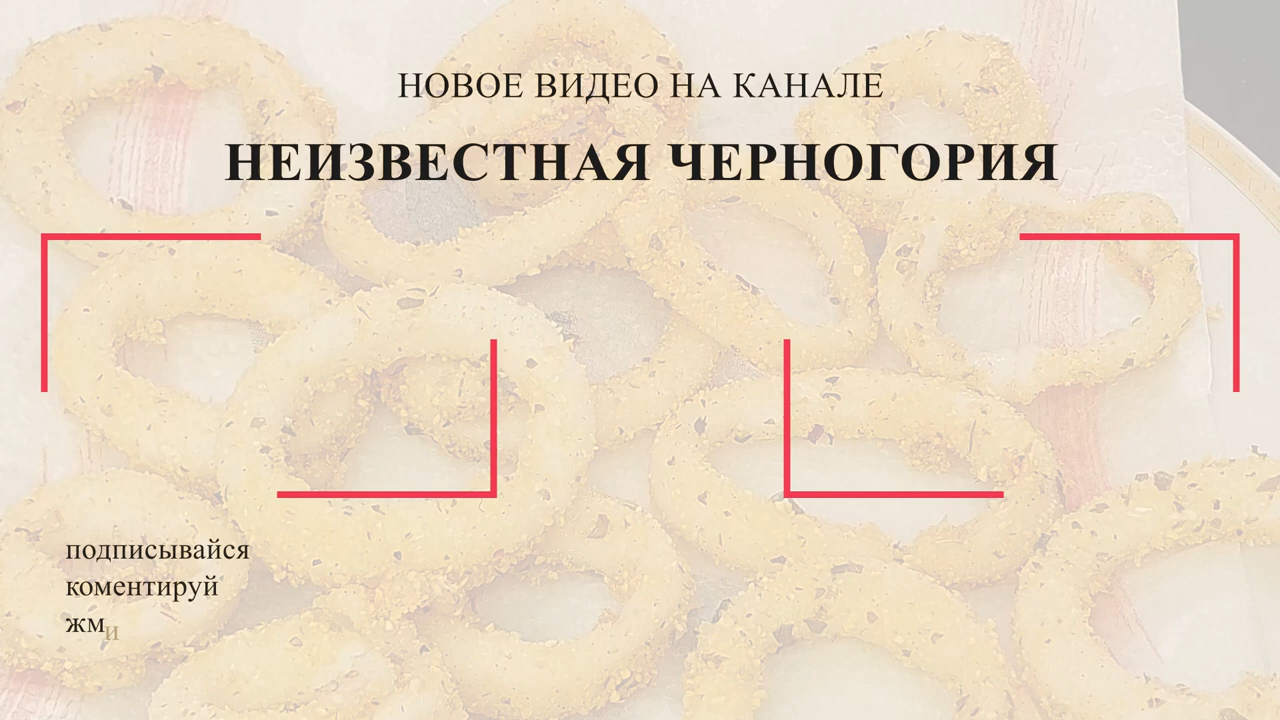 НОВОЕ ВИДЕО НА КАНАЛЕ
НЕИЗВЕСТНАЯ ЧЕРНОГОРИЯ
подписывайся
коментируй
жми